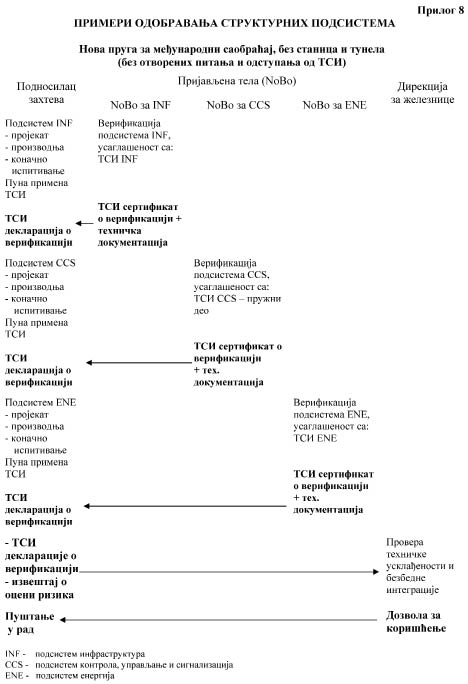 Прилог 8
ПРИМЕРИ ОДОБРАВАЊА СТРУКТУРНИХ ПОДСИСТЕМА
Нова пруга за међународни саобраћај, без станица и тунела
(без отворених питања и одступања од ТСИ)
Подносилац
захтева
Пријављена тела (NoBo)
Дирекција
за железнице
NoBo за INF
NoBo за CCS
NoBo за ENE
Подсистем INF
- пројекат
- производња
- коначно
испитивање
Пуна примена
ТСИ
Верификација
подсистема INF,
усаглашеност са:
ТСИ INF
ТСИ
декларација о
верификацији
ТСИ сертификат
о верификацији +
техничка
документација
Подсистем CCS
- пројекат
- производња
- коначно
испитивање
Пуна примена
ТСИ
Верификација
подсистема CCS,
усаглашеност са:
ТСИ CCS – пружни
део
ТСИ
декларација о
верификацији
ТСИ сертификат о
верификацији
+ тех.
документација
Подсистем ENE
- пројекат
- производња
- коначно
испитивање
Пуна примена
ТСИ
Верификација
подсистема ENE,
усаглашеност са:
ТСИ ENE
ТСИ
декларација о
верификацији
ТСИ сертификат
о верификацији
+ тех.
документација
- ТСИ
декларације о
верификацији
- извештај о
оцени ризика
Провера
техничке
усклађености и
безбедне
интеграције
Пуштање
у рад
Дозвола за
коришћење
INF - подсистем инфраструктура
CCS - подсистем контрола, управљање и сигнализација
ENE - подсистем енергија